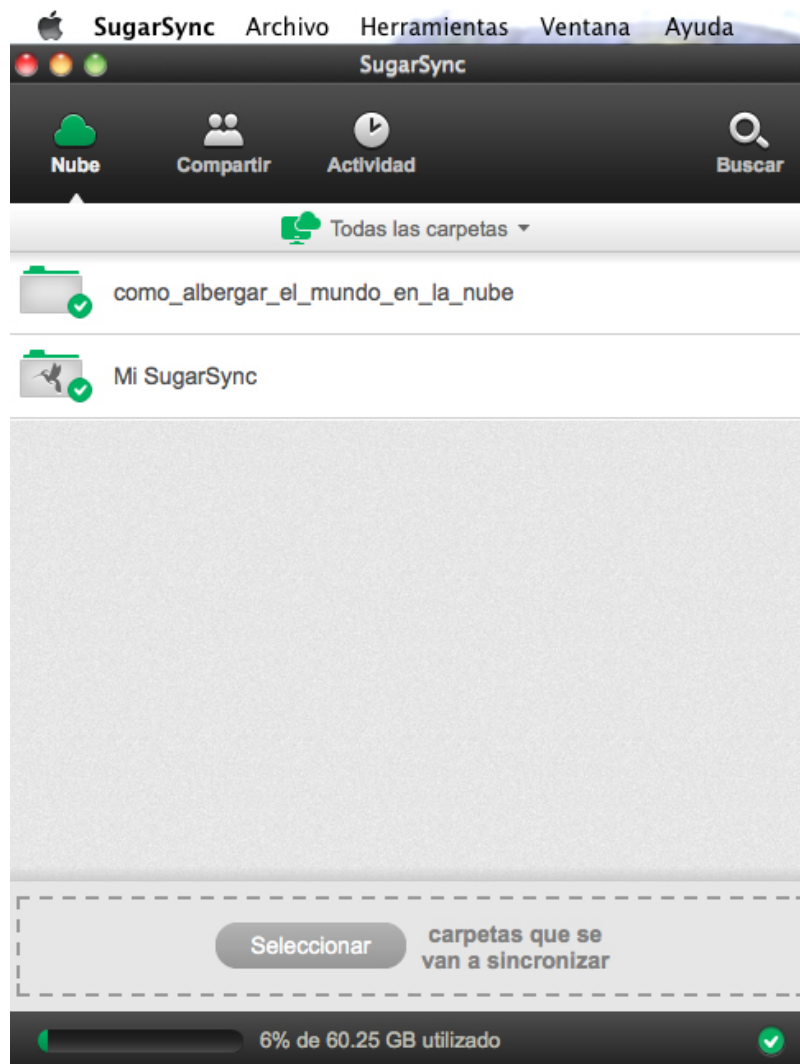 SugarSync Archivo Herramientas Ventana Ayuda
SugarSync
Nube Compartir Actividad Buscar
Todas las carpetas
como_albergar_el_mundo_en_la_nube
Mi SugarSync
Seleccionar
carpetas que se
van a sincronizar
6% de 60.25 GB utilizado